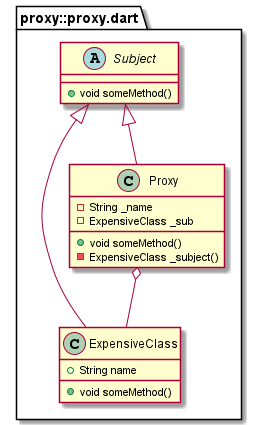 proxy::proxy.dart
A Subject
void someMethod()
C Proxy
String _name
ExpensiveClass _sub
void someMethod()
ExpensiveClass _subject()
C ExpensiveClass
String name
void someMethod()